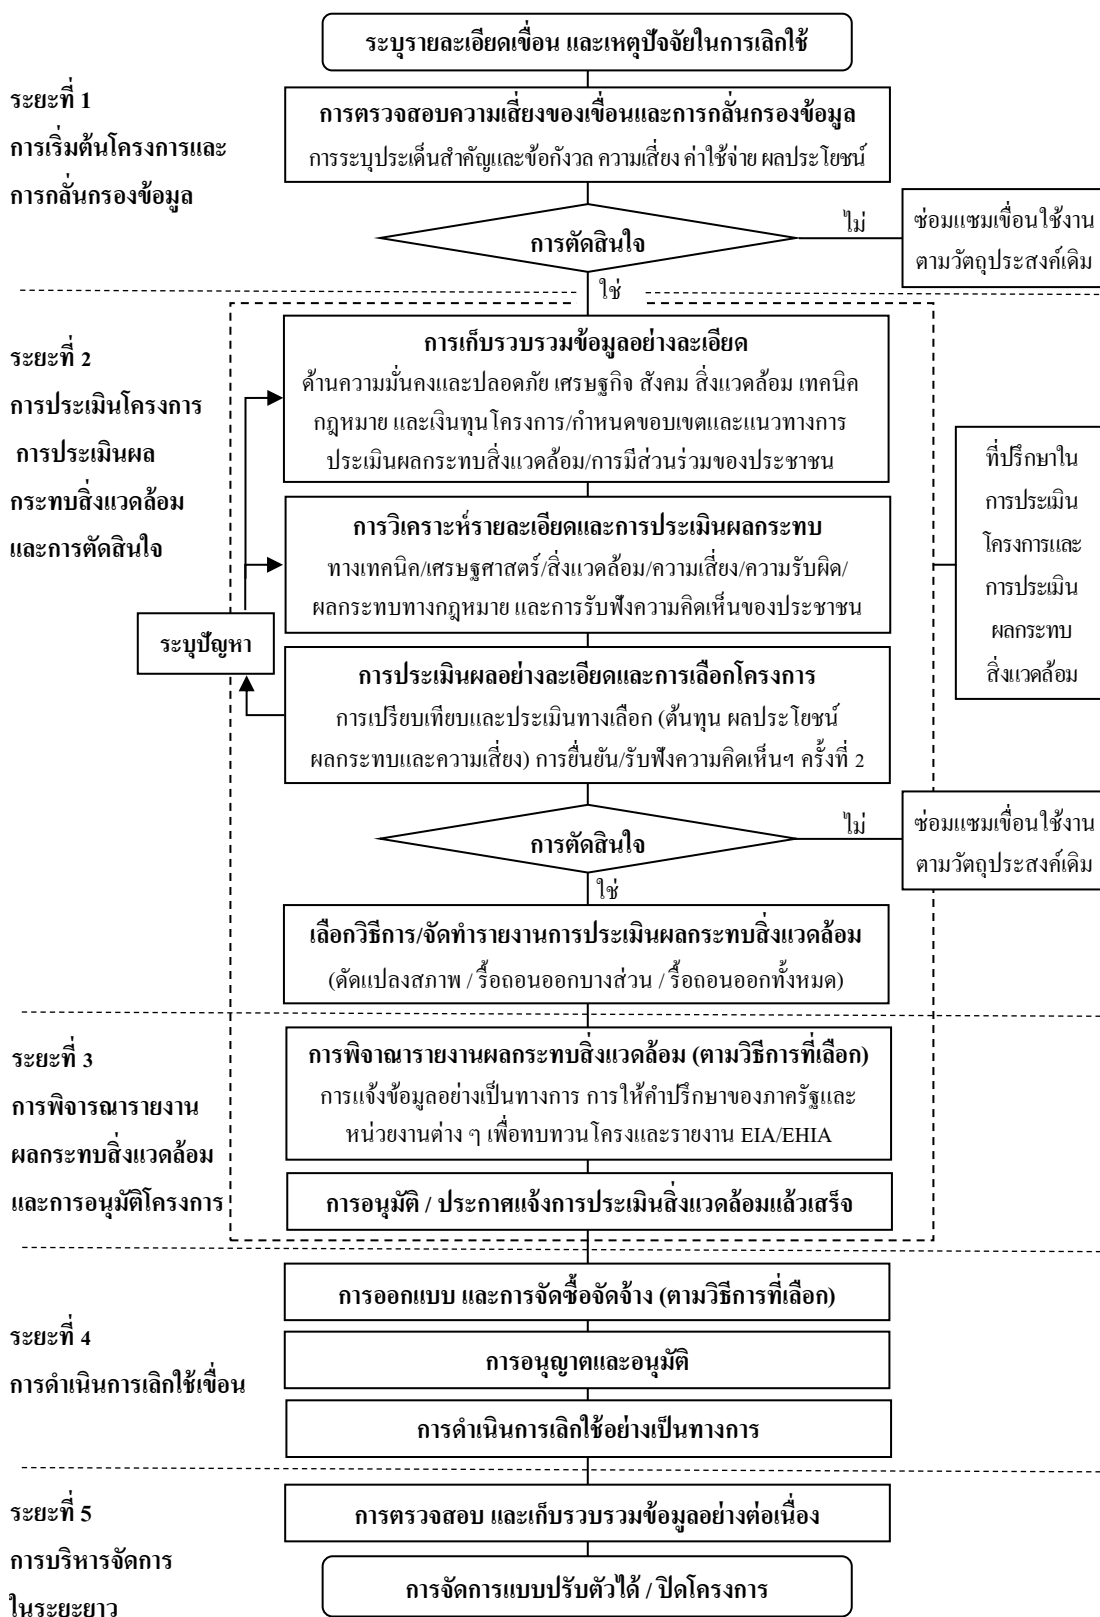 ระบุรายละเอียดเขื่อน และเหตุปัจจัยในการเลิกใช้
ระยะที่ 1
การเริ่มต้นโครงการและ
การกลั่นกรองข้อมูล
การตรวจสอบความเสี่ยงของเขื่อนและการกลั่นกรองข้อมูล
การระบุประเด็นสำคัญและข้อกังวล ความเสี่ยง ค่าใช้จ่าย ผลประโยชน์
การตัดสินใจ
ไม่
ซ่อมแซมเขื่อนใช้งาน
ตามวัตถุประสงค์เดิม
ใช่
ระยะที่ 2
การประเมินโครงการ
การประเมินผล
กระทบสิ่งแวดล้อม
และการตัดสินใจ
การเก็บรวบรวมข้อมูลอย่างละเอียด
ด้านความมั่นคงและปลอดภัย เศรษฐกิจ สังคม สิ่งแวดล้อม เทคนิค
กฎหมาย และเงินทุนโครงการ/กำหนดขอบเขตและแนวทางการ
ประเมินผลกระทบสิ่งแวดล้อม/การมีส่วนร่วมของประชาชน
การวิเคราะห์รายละเอียดและการประเมินผลกระทบ
ทางเทคนิค/เศรษฐศาสตร์/สิ่งแวดล้อม/ความเสี่ยง/ความรับผิด/
ผลกระทบทางกฎหมาย และการรับฟังความคิดเห็นของประชาชน
ระบุปัญหา
การประเมินผลอย่างละเอียดและการเลือกโครงการ
การเปรียบเทียบและประเมินทางเลือก (ต้นทุน ผลประโยชน์
ผลกระทบและความเสี่ยง) การยืนยัน/รับฟังความคิดเห็นฯ ครั้งที่ 2
ที่ปรึกษาใน
การประเมิน
โครงการและ
การประเมิน
ผลกระทบ
สิ่งแวดล้อม
การตัดสินใจ
ไม่
ซ่อมแซมเขื่อนใช้งาน
ตามวัตถุประสงค์เดิม
ใช่
เลือกวิธีการ/จัดทำรายงานการประเมินผลกระทบสิ่งแวดล้อม
(ดัดแปลงสภาพ / รื้อถอนออกบางส่วน / รื้อถอนออกทั้งหมด)
ระยะที่ 3
การพิจารณารายงาน
ผลกระทบสิ่งแวดล้อม
และการอนุมัติโครงการ
การพิจาณารายงานผลกระทบสิ่งแวดล้อม (ตามวิธีการที่เลือก)
การแจ้งข้อมูลอย่างเป็นทางการ การให้คำปรึกษาของภาครัฐและ
หน่วยงานต่าง ๆ เพื่อทบทวนโครงและรายงาน EIA/EHIA
การอนุมัติ / ประกาศแจ้งการประเมินสิ่งแวดล้อมแล้วเสร็จ
ระยะที่ 4
การดำเนินการเลิกใช้เขื่อน
การออกแบบ และการจัดซื้อจัดจ้าง (ตามวิธีการที่เลือก)
การอนุญาตและอนุมัติ
การดำเนินการเลิกใช้อย่างเป็นทางการ
ระยะที่ 5
การบริหารจัดการ
ในระยะยาว
การตรวจสอบ และเก็บรวบรวมข้อมูลอย่างต่อเนื่อง
การจัดการแบบปรับตัวได้ / ปิดโครงการ